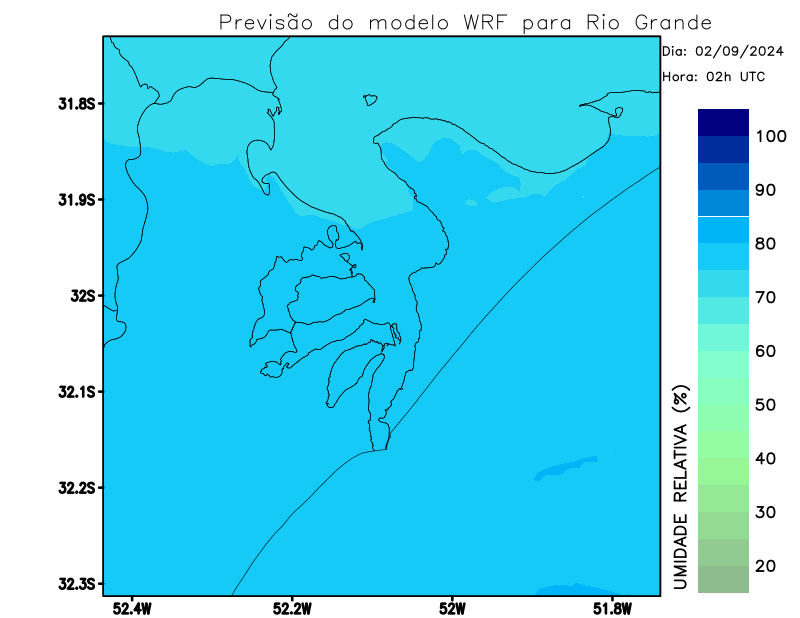 Previsão do modelo WRF para Rio Grande
Dia: 02/09/2024
Hora: 02h UTC
31.8S
31.9S
32S
32.1S
32.2S
32.3S
52.4W
52.2W
52W
51.8W
100
90
80
70
60
50
40
30
20
UMIDADE RELATIVA (%)